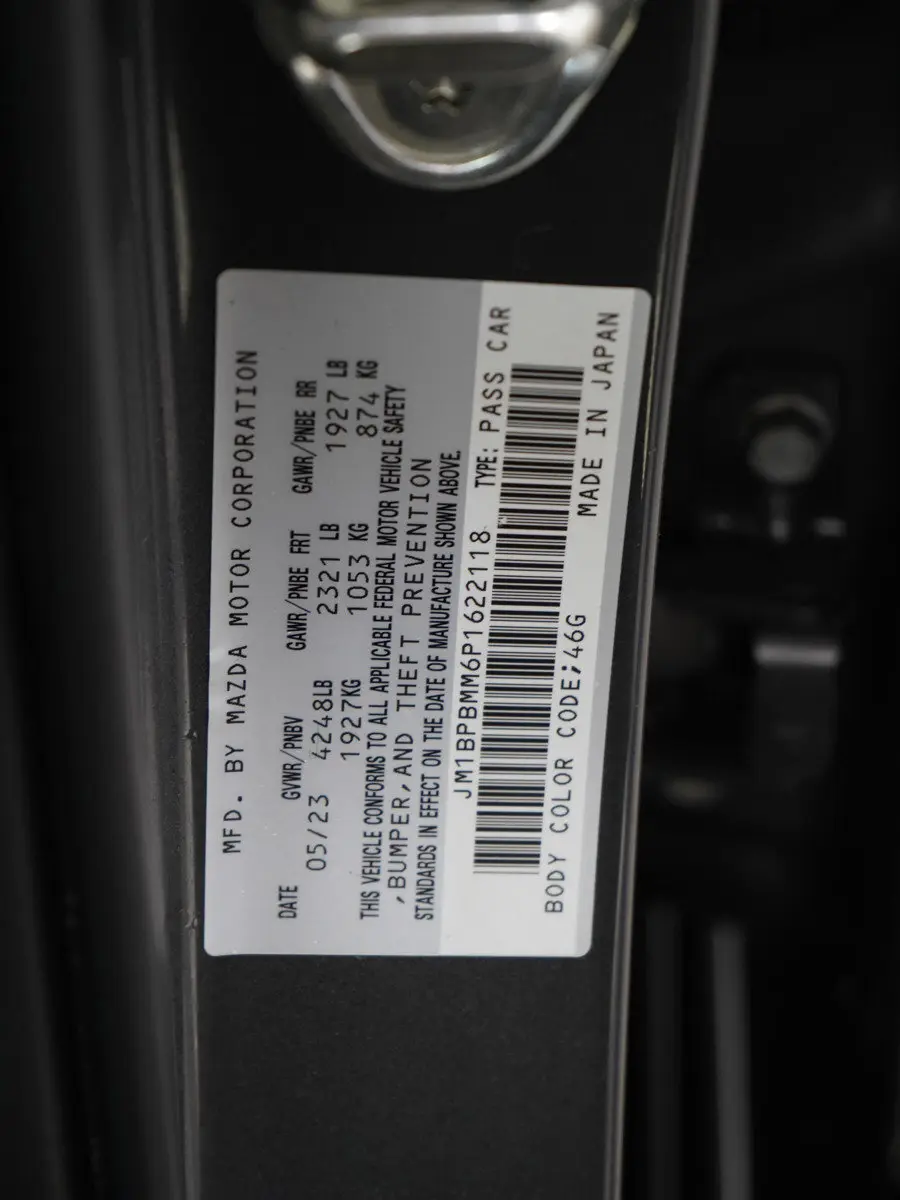 MFD. BY MAZDA MOTOR CORPORATION
DATE GVWR/PNBV GAWR/PNBE FRT GAWR/PNBE RR
05/23 4248LB 2321 LB 1927 LB
1927KG 1053 KG 874 KG
THIS VEHICLE CONFORMS TO ALL APPLICABLE FEDERAL MOTOR VEHICLE SAFETY
,BUMPER,AND THEFT PREVENTION
STANDARDS IN EFFECT ON THE DATE OF MANUFACTURE SHOWN ABOVE.
JM1BPBMM6P1622118 TYPE: PASS CAR
BODY COLOR CODE;46G MADE IN JAPAN